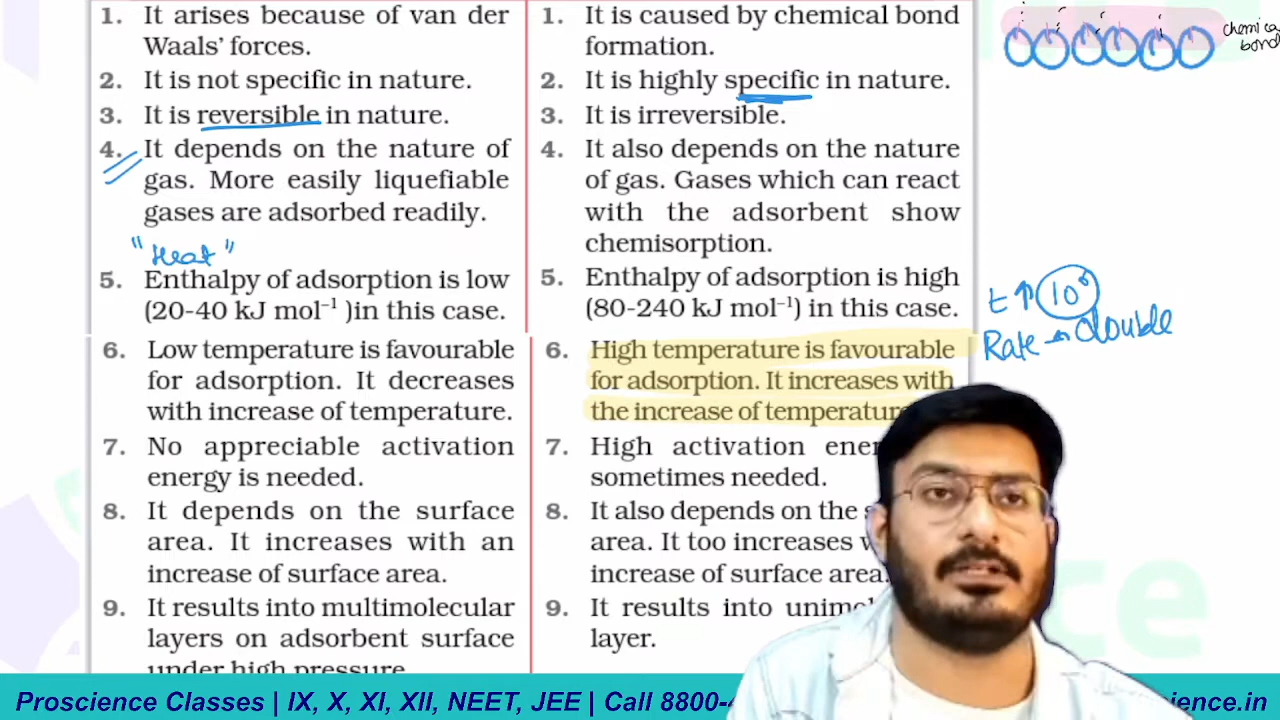 1. It arises because of van der
Waals' forces.
2. It is not specific in nature.
3. It is reversible in nature.
4. It depends on the nature of
gas. More easily liquefiable
gases are adsorbed readily.
"Heat"
5. Enthalpy of adsorption is low
(20-40 kJ mol⁻¹ )in this case.
6. Low temperature is favourable
for adsorption. It decreases
with increase of temperature.
7. No appreciable activation
energy is needed.
8. It depends on the surface
area. It increases with an
increase of surface area.
9. It results into multimolecular
layers on adsorbent surface
under high pressure.
1. It is caused by chemical bond
formation.
2. It is highly specific in nature.
3. It is irreversible.
4. It also depends on the nature
of gas. Gases which can react
with the adsorbent show
chemisorption.
5. Enthalpy of adsorption is high
(80-240 kJ mol⁻¹) in this case.
6. High temperature is favourable
for adsorption. It increases with
the increase of temperatur
7. High activation ener
sometimes needed.
8. It also depends on the
area. It too increases
increase of surface area.
9. It results into unimol
layer.
chemica
bond
t ↑ 10°
Rate → double
Proscience Classes | IX, X, XI, XII, NEET, JEE | Call 8800-4
ience.in